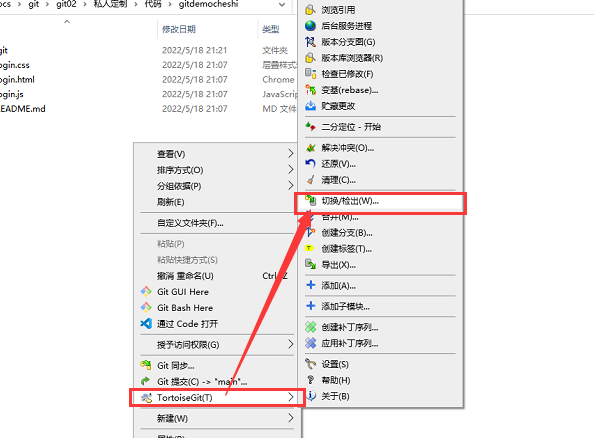 ocs > git > git02 > 私人定制 > 代码 > gitdemocheshi
修改日期 类型
git 2022/5/18 21:21 文件夹
ogin.css 2022/5/18 21:07 层叠样式
ogin.html 2022/5/18 21:07 Chrome
ogin.js 2022/5/18 21:07 JavaSc
README.md 2022/5/18 21:07 MD 文件
查看(V)
排序方式(O)
分组依据(P)
刷新(E)
自定义文件夹(F)...
粘贴(P)
粘贴快捷方式(S)
撤消 重命名(U) Ctrl Z
Git GUI Here
Git Bash Here
通过 Code 打开
授予访问权限(G)
Git 同步...
Git 提交(C) -> "main"...
TortoiseGit(T)
新建(W)
属性(R)
浏览引用
后台服务进程
版本分支图(G)
版本库浏览器(R)
检查已修改(F)
变基(rebase)...
贮藏更改
二分定位 - 开始
解决冲突(O)...
还原(V)...
清理(C)...
切换/检出(W)...
合并(M)...
创建分支(B)...
创建标签(T)...
导出(X)...
添加(A)...
添加子模块...
创建补丁序列...
应用补丁序列...
设置(S)
帮助(H)
关于(B)